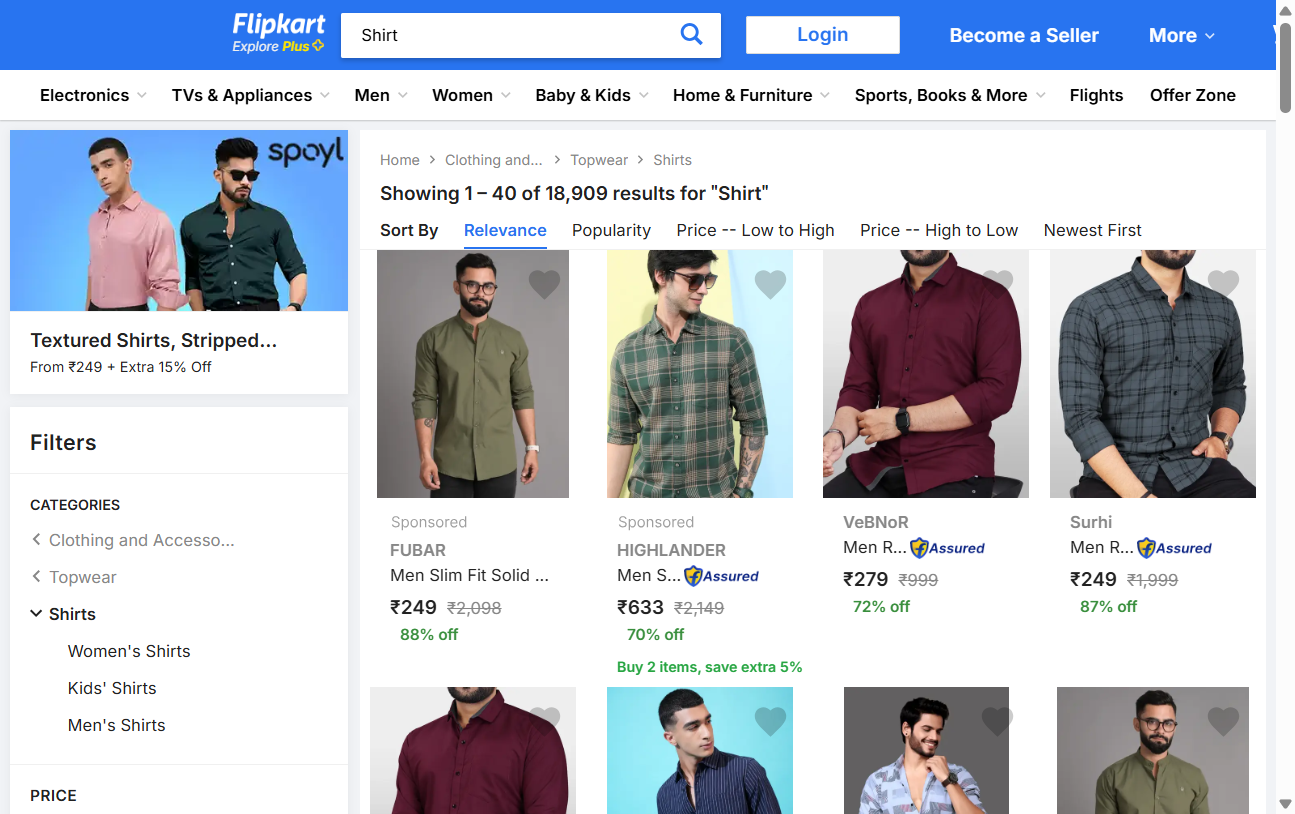 Flipkart
Explore Plus
Shirt
Login
Become a Seller
More
Electronics
TVs & Appliances
Men
Women
Baby & Kids
Home & Furniture
Sports, Books & More
Flights
Offer Zone
spoyl
Textured Shirts, Stripped...
From ₹249 + Extra 15% Off
Filters
CATEGORIES
Clothing and Accesso...
Topwear
Shirts
Women's Shirts
Kids' Shirts
Men's Shirts
PRICE
Home
Clothing and...
Topwear
Shirts
Showing 1 – 40 of 18,909 results for "Shirt"
Sort By
Relevance
Popularity
Price -- Low to High
Price -- High to Low
Newest First
Sponsored
FUBAR
Men Slim Fit Solid ...
₹249 ₹2,098
88% off
Sponsored
HIGHLANDER
Men S... Assured
₹633 ₹2,149
70% off
Buy 2 items, save extra 5%
VeBNoR
Men R... Assured
₹279 ₹999
72% off
Surhi
Men R... Assured
₹249 ₹1,999
87% off